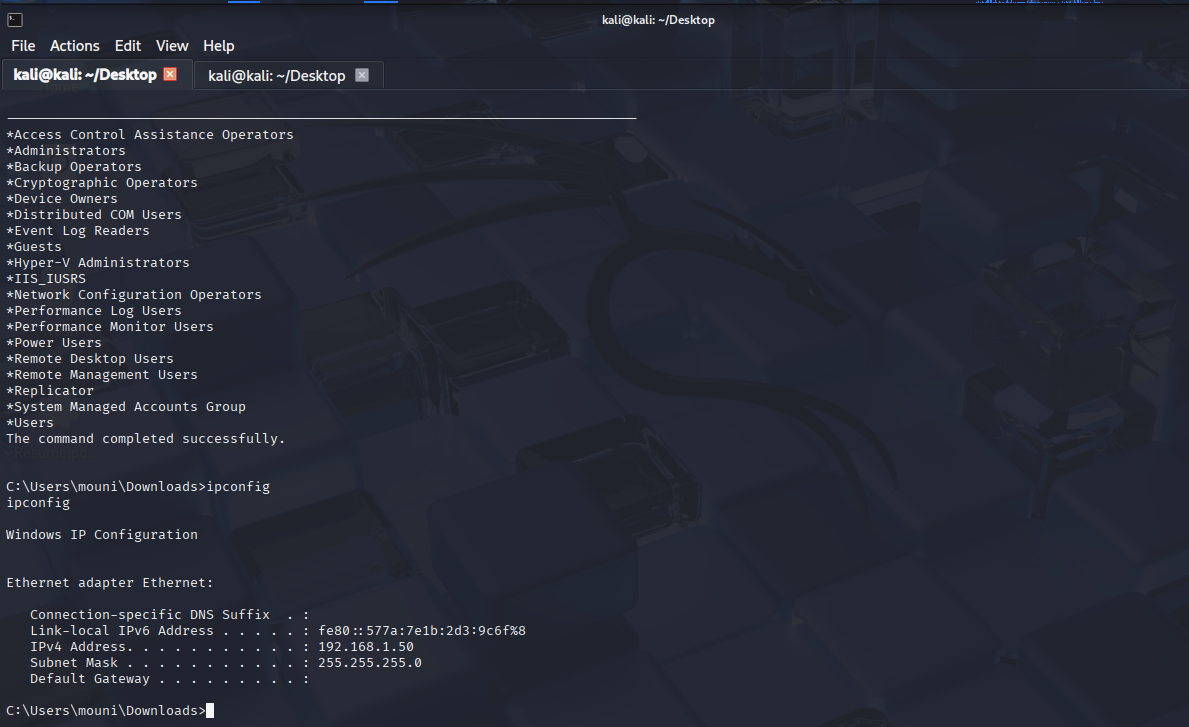 kali@kali: ~/Desktop
File Actions Edit View Help
kali@kali: ~/Desktop kali@kali: ~/Desktop
*Access Control Assistance Operators
*Administrators
*Backup Operators
*Cryptographic Operators
*Device Owners
*Distributed COM Users
*Event Log Readers
*Guests
*Hyper-V Administrators
*IIS_IUSRS
*Network Configuration Operators
*Performance Log Users
*Performance Monitor Users
*Power Users
*Remote Desktop Users
*Remote Management Users
*Replicator
*System Managed Accounts Group
*Users
The command completed successfully.
C:\Users\mouni\Downloads>ipconfig
ipconfig
Windows IP Configuration
Ethernet adapter Ethernet:
Connection-specific DNS Suffix . :
Link-local IPv6 Address . . . . . : fe80::577a:7e1b:2d3:9c6f%8
IPv4 Address. . . . . . . . . . . : 192.168.1.50
Subnet Mask . . . . . . . . . . . : 255.255.255.0
Default Gateway . . . . . . . . . :
C:\Users\mouni\Downloads>